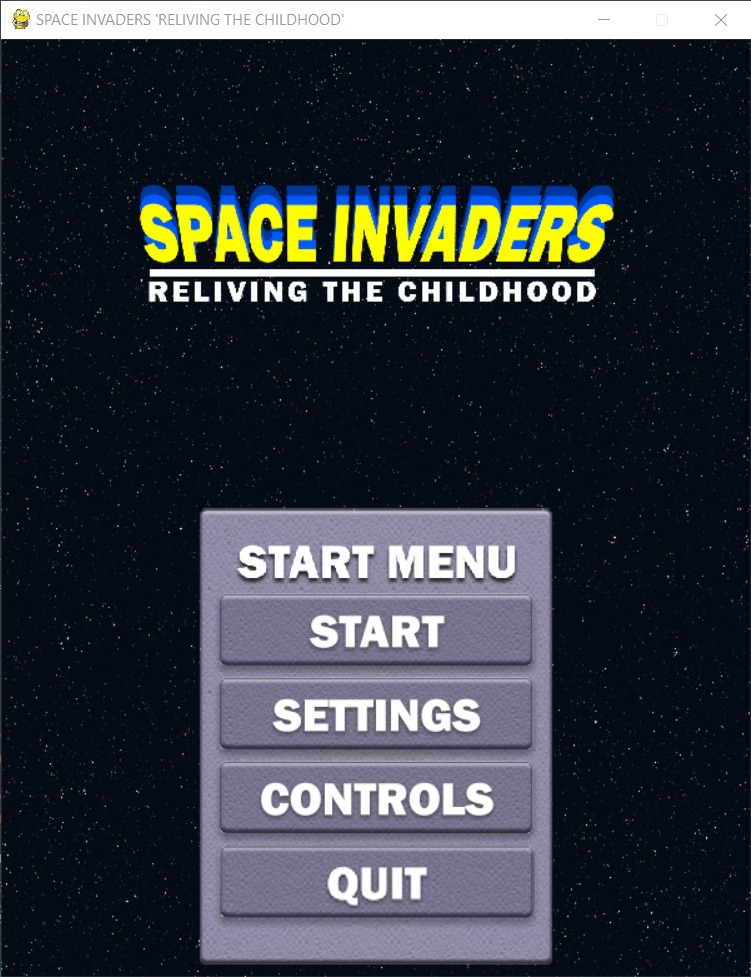 SPACE INVADERS 'RELIVING THE CHILDHOOD'
SPACE INVADERS
RELIVING THE CHILDHOOD
START MENU
START
SETTINGS
CONTROLS
QUIT